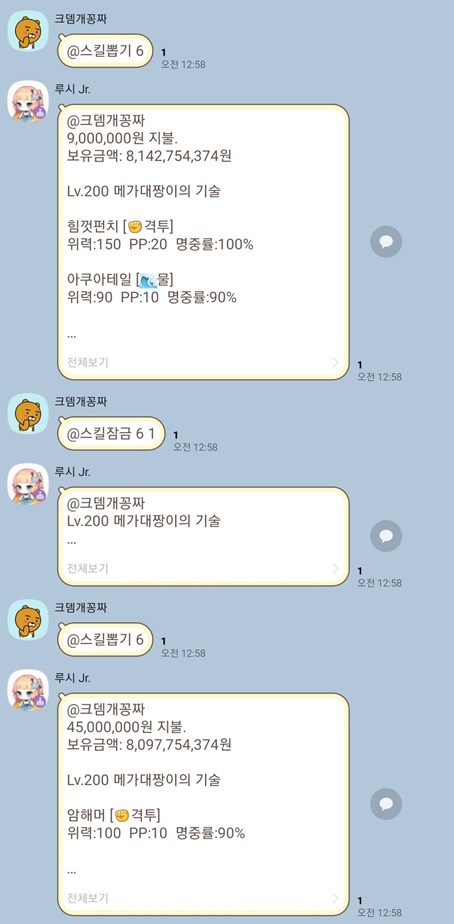 크뎀개꽁짜
@스킬뽑기 6
1
오전 12:58
루시 Jr.
@크뎀개꽁짜
9,000,000원 지불.
보유금액: 8,142,754,374원
Lv.200 메가대짱이의 기술
힘껏펀치 [✊격투]
위력:150 PP:20 명중률:100%
아쿠아테일 [🌊물]
위력:90 PP:10 명중률:90%
...
전체보기
1
오전 12:58
크뎀개꽁짜
@스킬잠금 6 1
1
오전 12:58
루시 Jr.
@크뎀개꽁짜
Lv.200 메가대짱이의 기술
...
전체보기
1
오전 12:58
크뎀개꽁짜
@스킬뽑기 6
1
오전 12:58
루시 Jr.
@크뎀개꽁짜
45,000,000원 지불.
보유금액: 8,097,754,374원
Lv.200 메가대짱이의 기술
암해머 [✊격투]
위력:100 PP:10 명중률:90%
...
전체보기
1
오전 12:58